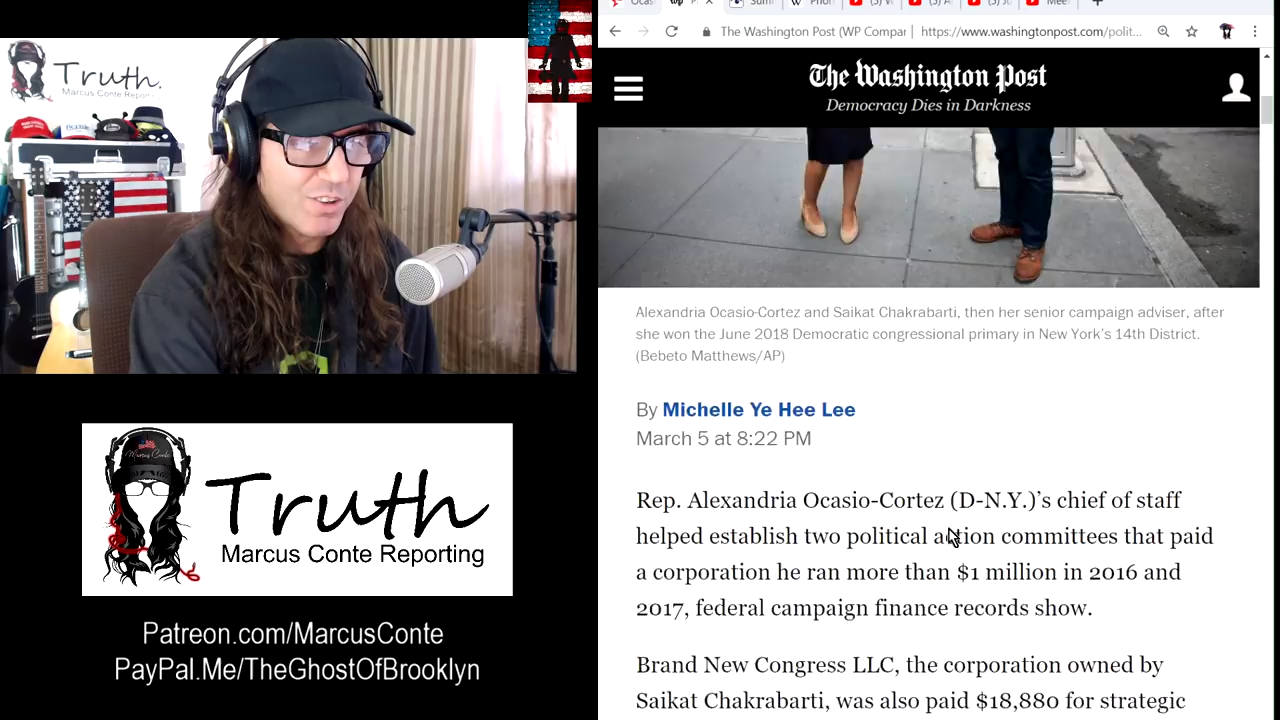 Truth.
Marcus Conte Reporting
Truth
Marcus Conte Reporting
Patreon.com/MarcusConte
PayPal.Me/TheGhostOfBrooklyn
The Washington Post (WP Compar
https://www.washingtonpost.com/polit...
The Washington Post
Democracy Dies in Darkness
Alexandria Ocasio-Cortez and Saikat Chakrabarti, then her senior campaign adviser, after
she won the June 2018 Democratic congressional primary in New York's 14th District.
(Bebeto Matthews/AP)
By Michelle Ye Hee Lee
March 5 at 8:22 PM
Rep. Alexandria Ocasio-Cortez (D-N.Y.)’s chief of staff
helped establish two political action committees that paid
a corporation he ran more than $1 million in 2016 and
2017, federal campaign finance records show.
Brand New Congress LLC, the corporation owned by
Saikat Chakrabarti, was also paid $18,880 for strategic